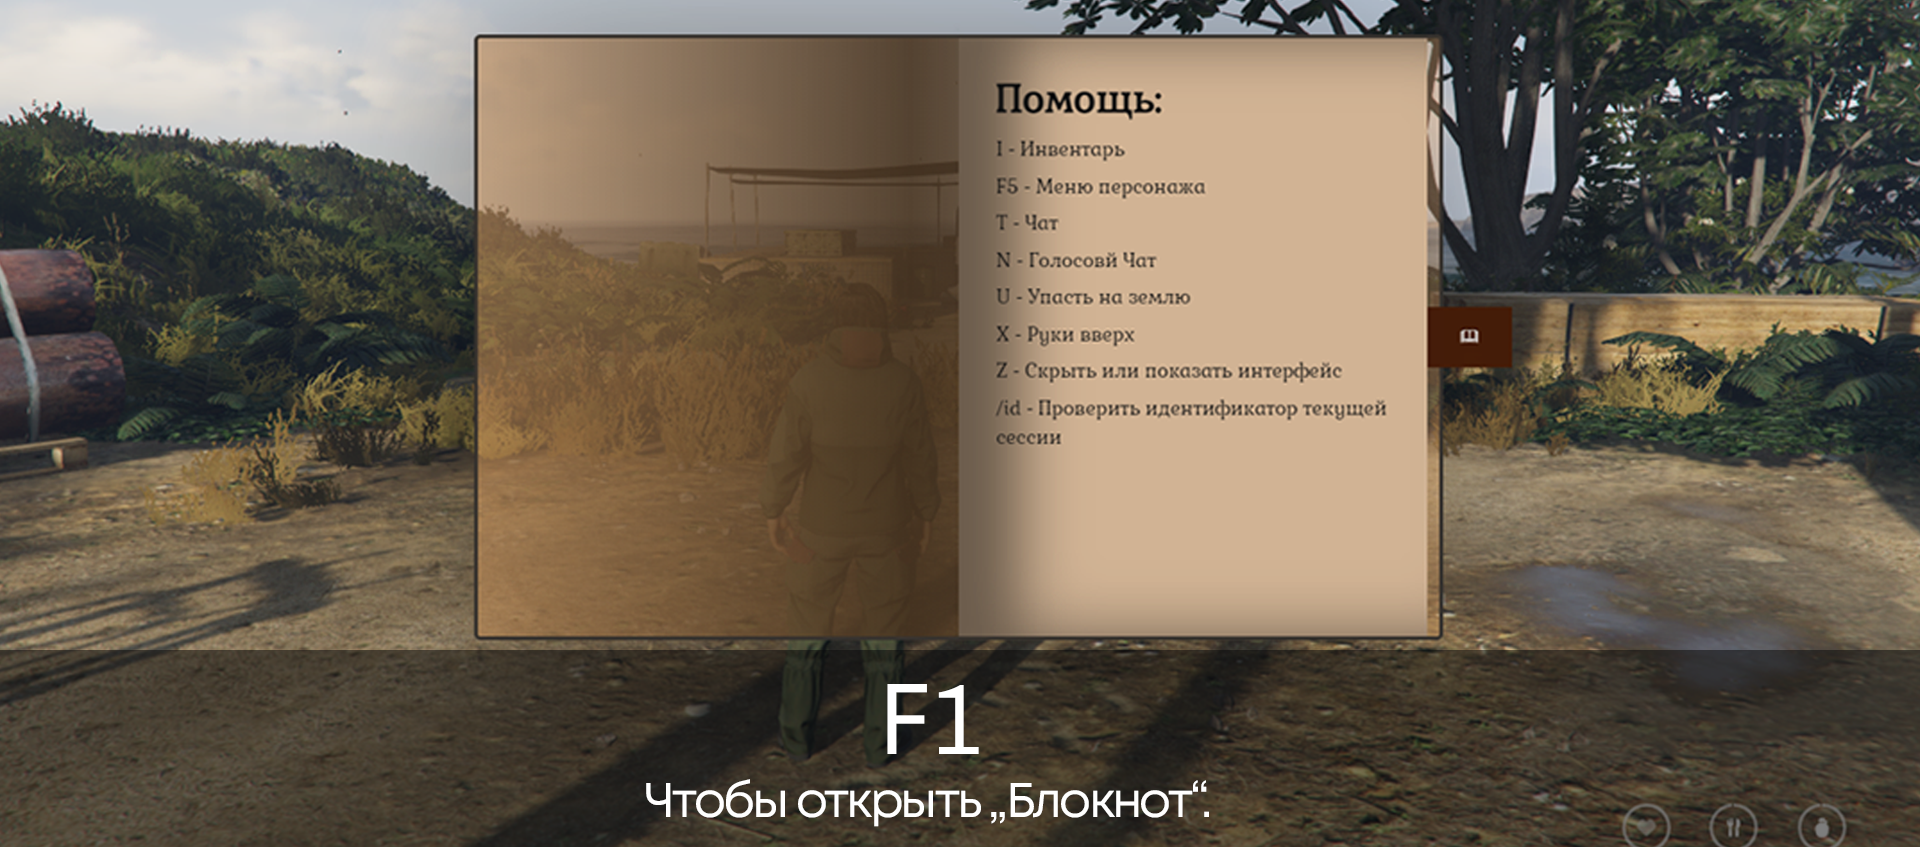 Помощь:
I - Инвентарь
F5 - Меню персонажа
T - Чат
N - Голосовй Чат
U - Упасть на землю
X - Руки вверх
Z - Скрыть или показать интерфейс
/id - Проверить идентификатор текущей
сессии
F1
Чтобы открыть „Блокнот“.